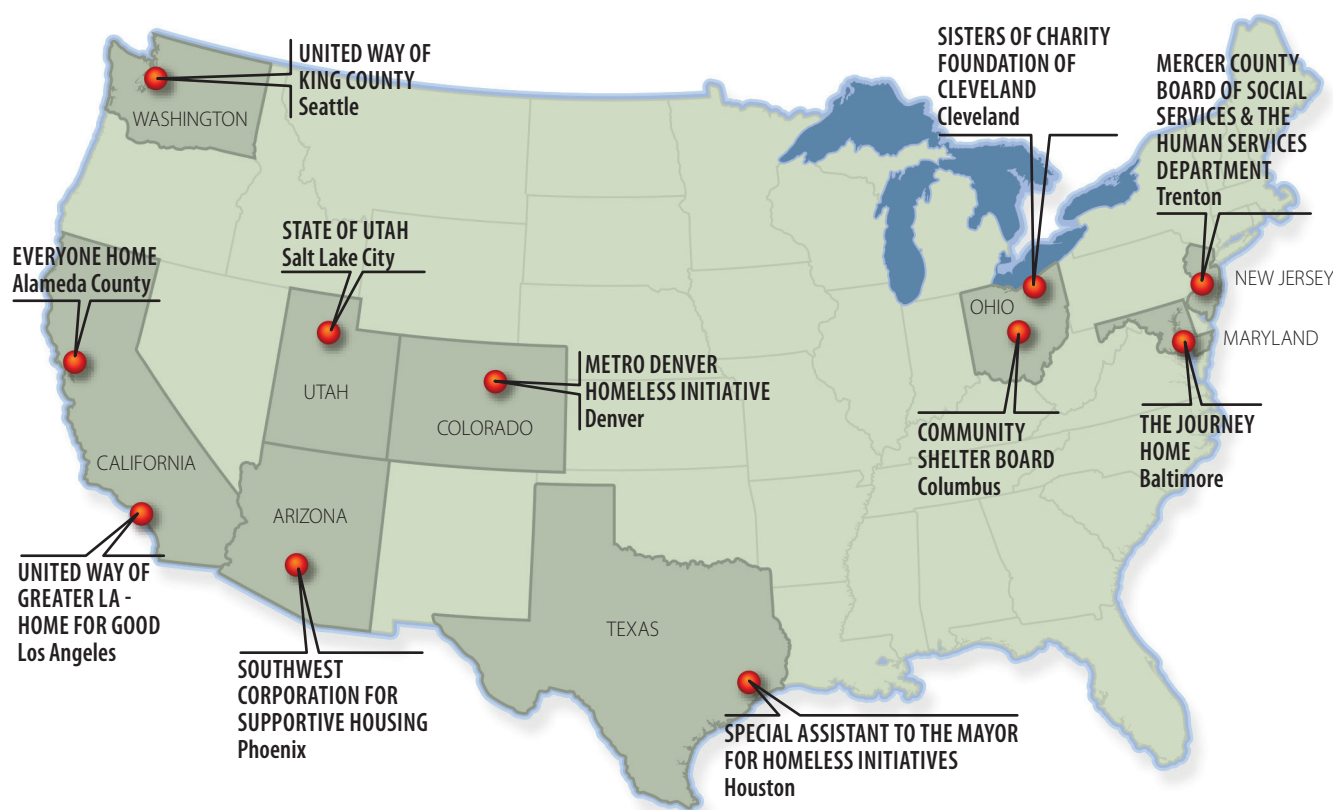 UNITED WAY OF
KING COUNTY
Seattle
WASHINGTON
SISTERS OF CHARITY
FOUNDATION OF
CLEVELAND
Cleveland
MERCER COUNTY
BOARD OF SOCIAL
SERVICES & THE
HUMAN SERVICES
DEPARTMENT
Trenton
STATE OF UTAH
Salt Lake City
EVERYONE HOME
Alameda County
NEW JERSEY
OHIO
MARYLAND
METRO DENVER
HOMELESS INITIATIVE
Denver
UTAH
COLORADO
COMMUNITY
SHELTER BOARD
Columbus
THE JOURNEY
HOME
Baltimore
CALIFORNIA
ARIZONA
UNITED WAY OF
GREATER LA -
HOME FOR GOOD
Los Angeles
TEXAS
SOUTHWEST
CORPORATION FOR
SUPPORTIVE HOUSING
Phoenix
SPECIAL ASSISTANT TO THE MAYOR
FOR HOMELESS INITIATIVES
Houston